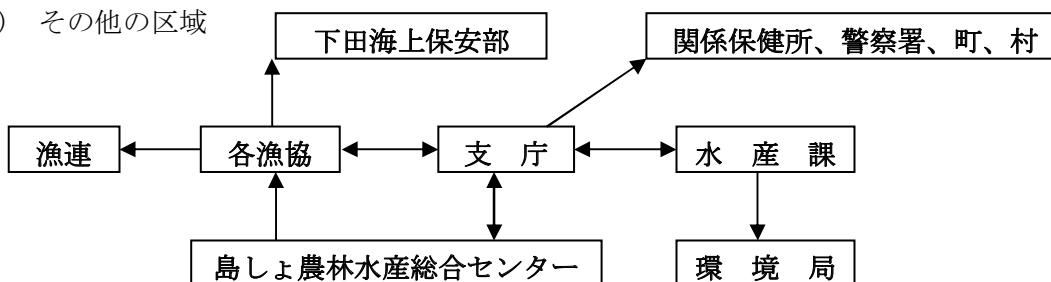 ） その他の区域
下田海上保安部
関係保健所、警察署、町、村
漁連
各漁協
支 庁
水 産 課
島しょ農林水産総合センター
環 境 局